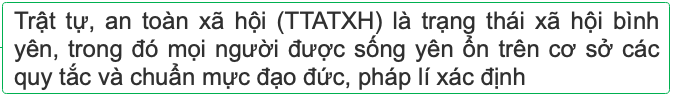 Trật tự, an toàn xã hội (TTATXH) là trạng thái xã hội bình
yên, trong đó mọi người được sống yên ổn trên cơ sở các
quy tắc và chuẩn mực đạo đức, pháp lí xác định